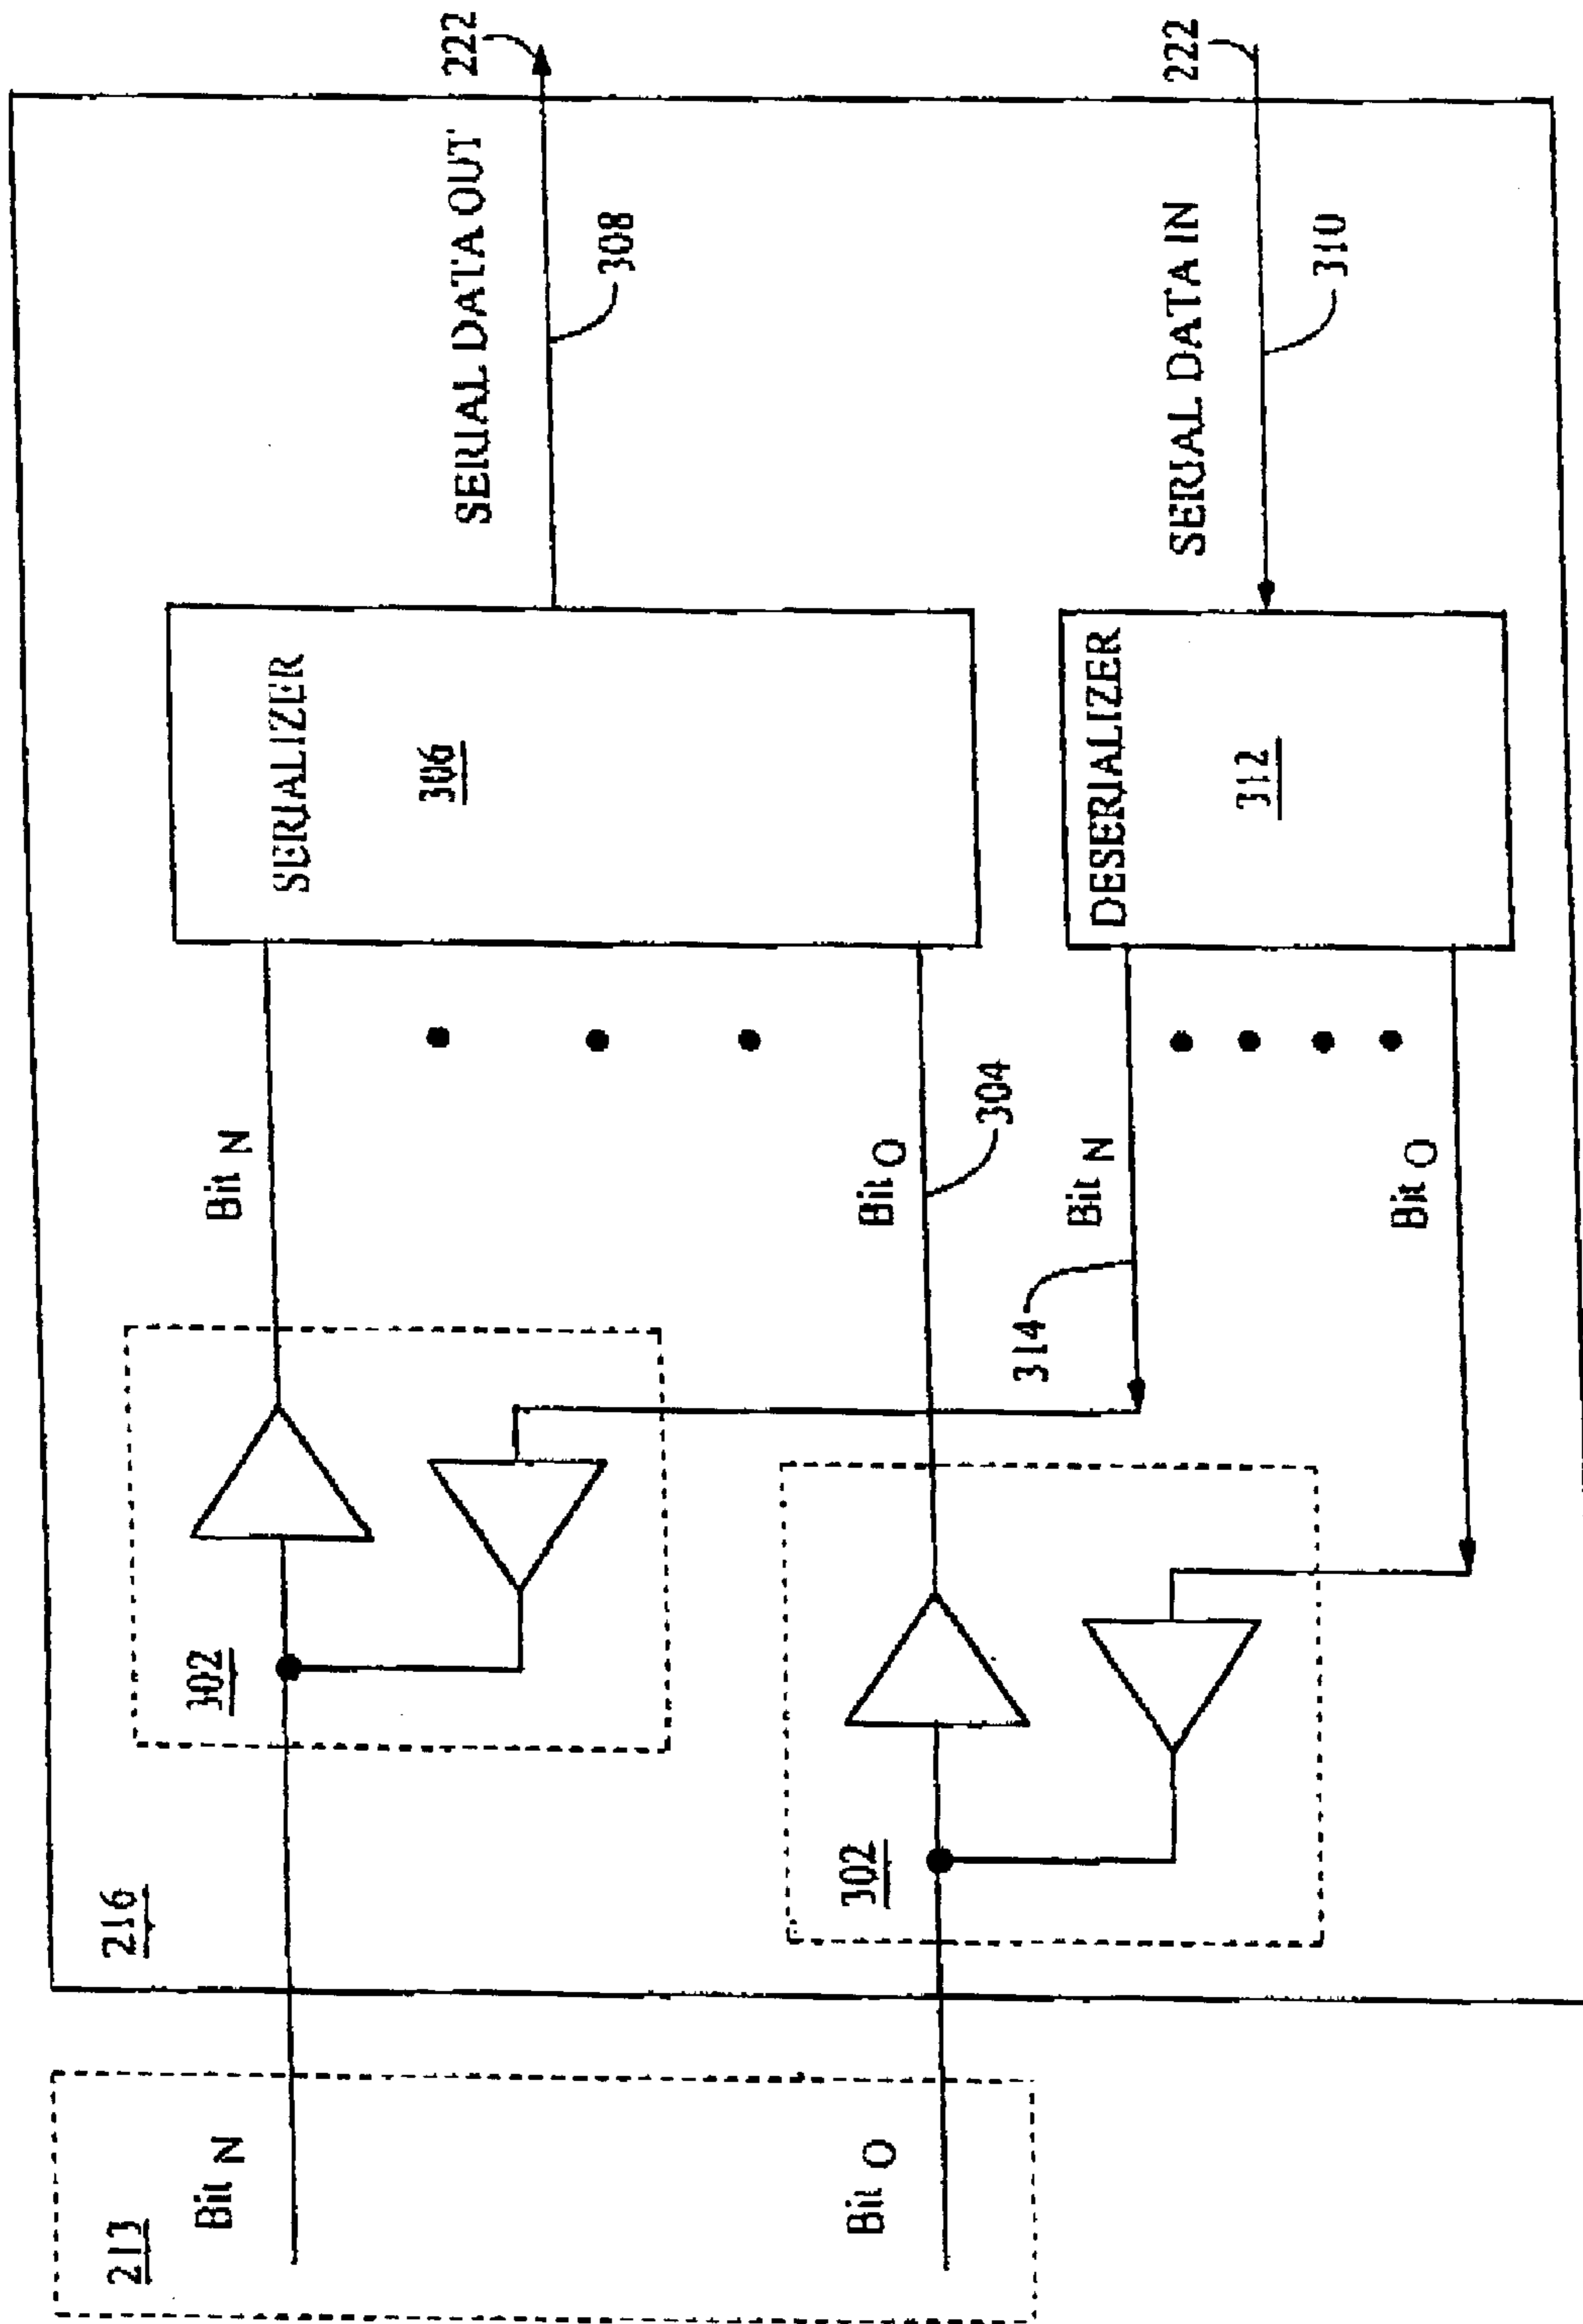 213
Bit N
Bit O
216
302
302
Bit N
Bit O
304
314
Bit N
Bit O
SERIALIZER
306
DESERIALIZER
312
SERIAL DATA OUT
308
222
SERIAL DATA IN
310
222